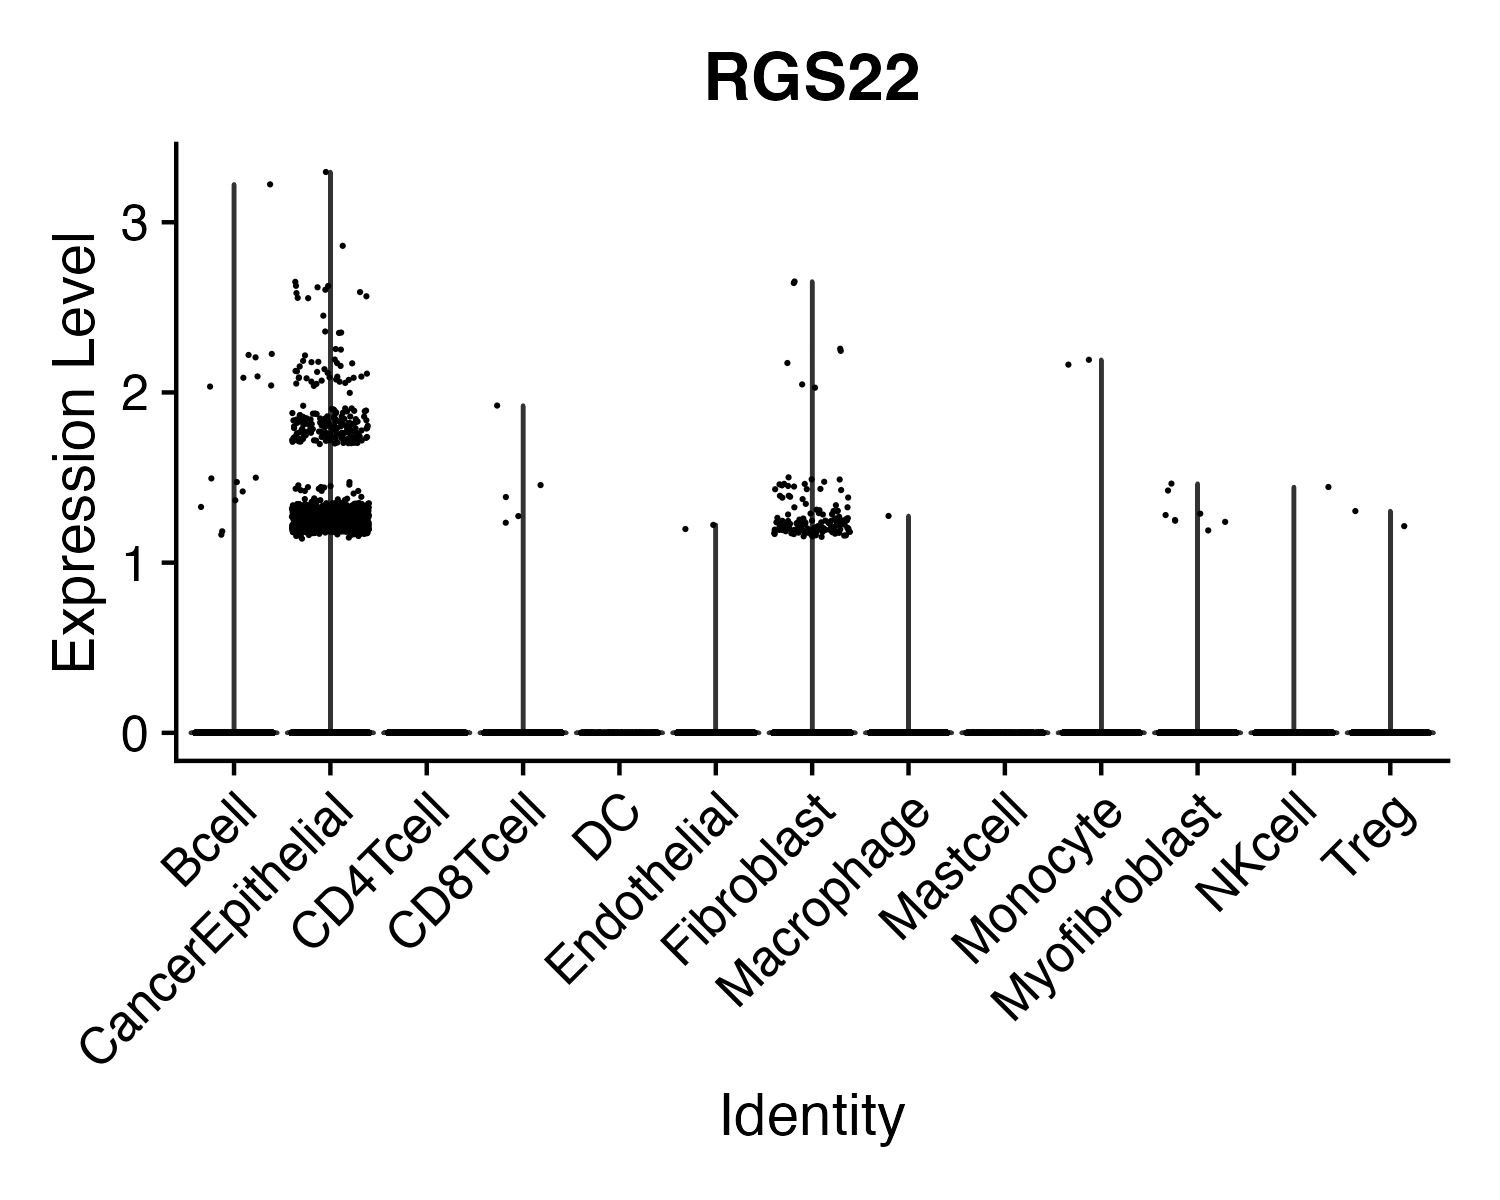 RGS22
Expression Level
3
2
1
0
Bcell
CancerEpithelial
CD4Tcell
CD8Tcell
DC
Endothelial
Fibroblast
Macrophage
Mastcell
Monocyte
Myofibroblast
NKcell
Treg
Identity